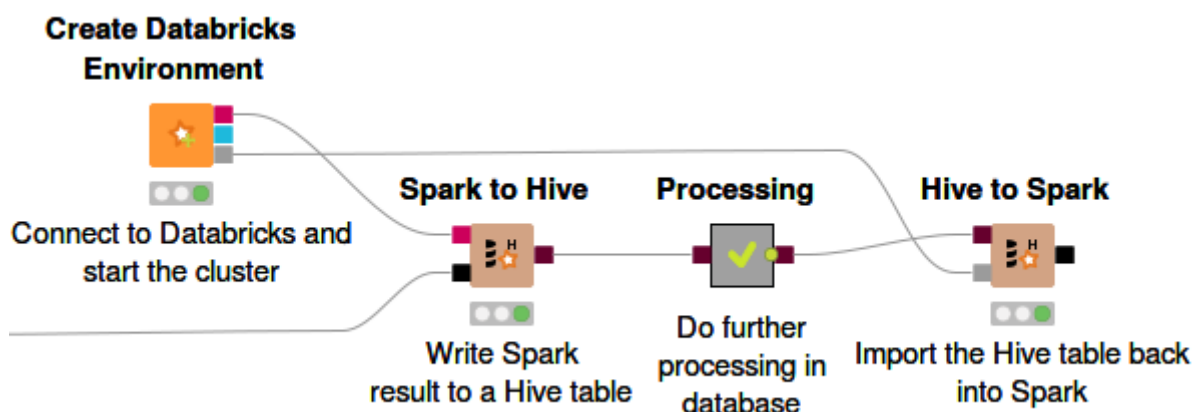 Create Databricks
Environment
Connect to Databricks and
start the cluster
Spark to Hive
H
Write Spark
result to a Hive table
Processing
Do further
processing in
database
Hive to Spark
H
Import the Hive table back
into Spark